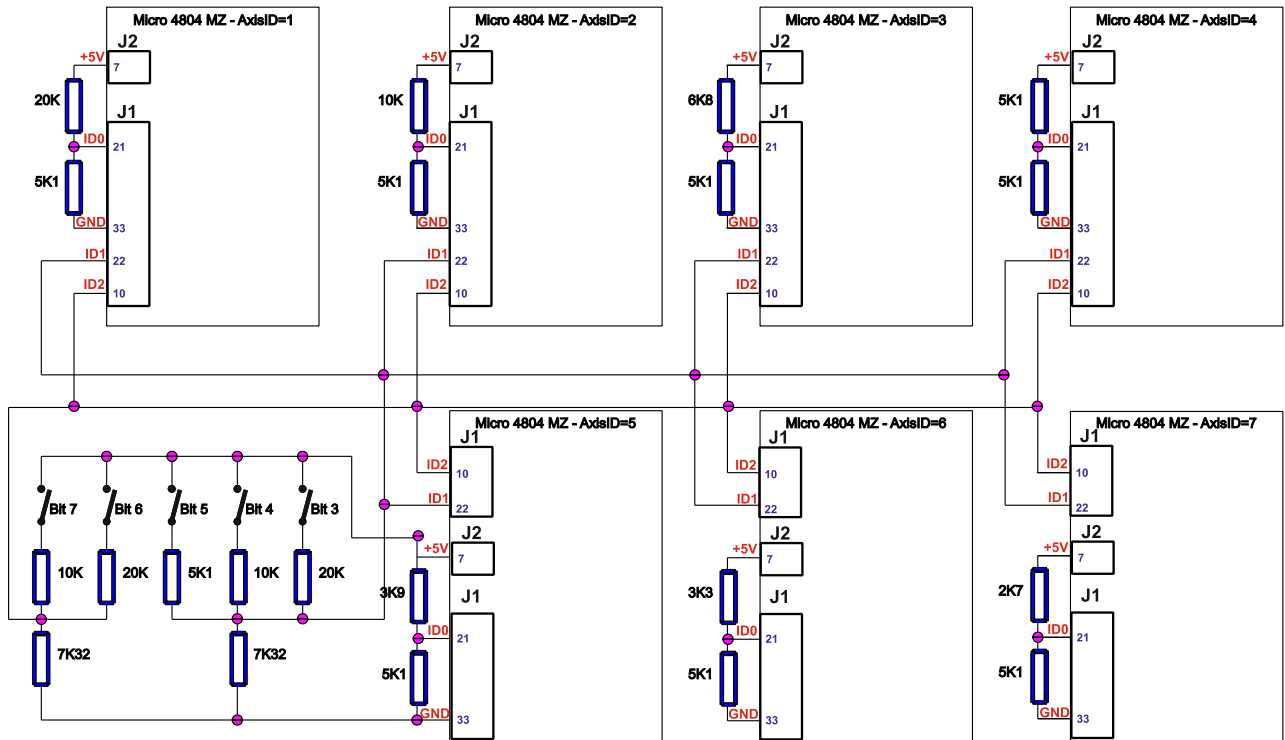 Micro 4804 MZ - AxisID=1
J2
+5V
7
20K
J1
ID0
21
5K1
GND
33
ID1
22
ID2
10
Micro 4804 MZ - AxisID=2
J2
+5V
7
10K
J1
ID0
21
5K1
GND
33
ID1
22
ID2
10
Micro 4804 MZ - AxisID=3
J2
+5V
7
6K8
J1
ID0
21
5K1
GND
33
ID1
22
ID2
10
Micro 4804 MZ - AxisID=4
J2
+5V
7
5K1
J1
ID0
21
5K1
GND
33
ID1
22
ID2
10
Bit 7
Bit 6
Bit 5
Bit 4
Bit 3
10K
20K
5K1
10K
20K
7K32
7K32
Micro 4804 MZ - AxisID=5
J1
ID2
10
ID1
22
J2
+5V
7
3K9
J1
ID0
21
5K1
GND
33
Micro 4804 MZ - AxisID=6
J1
ID2
10
ID1
22
J2
+5V
7
3K3
J1
ID0
21
5K1
GND
33
Micro 4804 MZ - AxisID=7
J1
ID2
10
ID1
22
J2
+5V
7
2K7
J1
ID0
21
5K1
GND
33